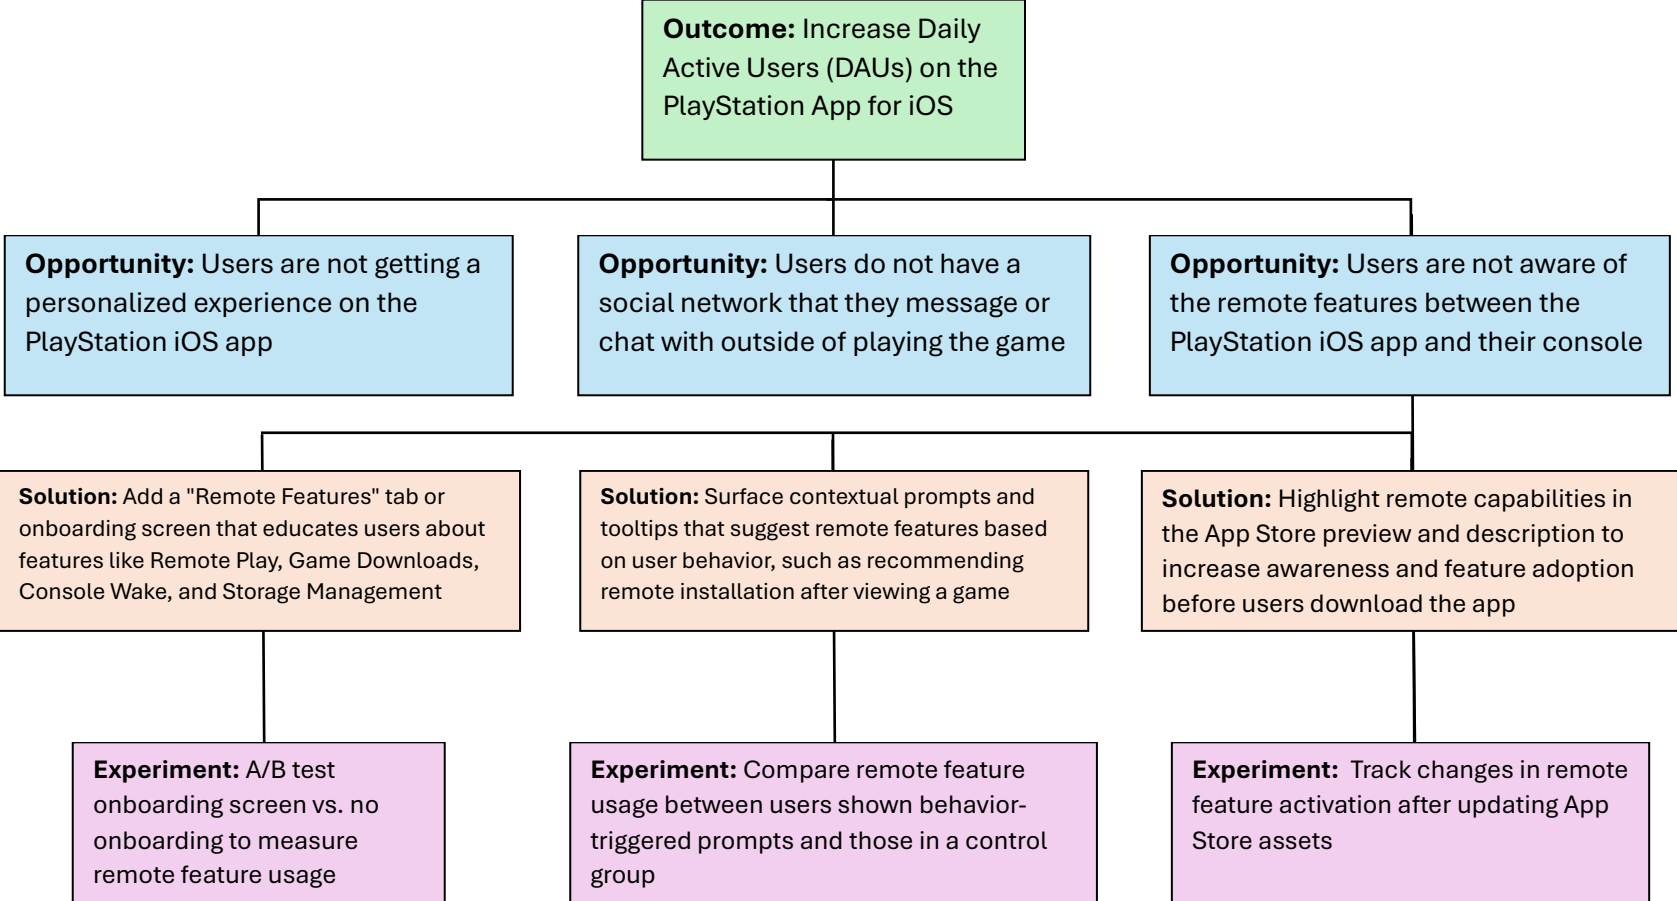 Outcome: Increase Daily
Active Users (DAUs) on the
PlayStation App for iOS
Opportunity: Users are not getting a
personalized experience on the
PlayStation iOS app
Opportunity: Users do not have a
social network that they message or
chat with outside of playing the game
Opportunity: Users are not aware of
the remote features between the
PlayStation iOS app and their console
Solution: Add a "Remote Features" tab or
onboarding screen that educates users about
features like Remote Play, Game Downloads,
Console Wake, and Storage Management
Solution: Surface contextual prompts and
tooltips that suggest remote features based
on user behavior, such as recommending
remote installation after viewing a game
Solution: Highlight remote capabilities in
the App Store preview and description to
increase awareness and feature adoption
before users download the app
Experiment: A/B test
onboarding screen vs. no
onboarding to measure
remote feature usage
Experiment: Compare remote feature
usage between users shown behavior-
triggered prompts and those in a control
group
Experiment:  Track changes in remote
feature activation after updating App
Store assets